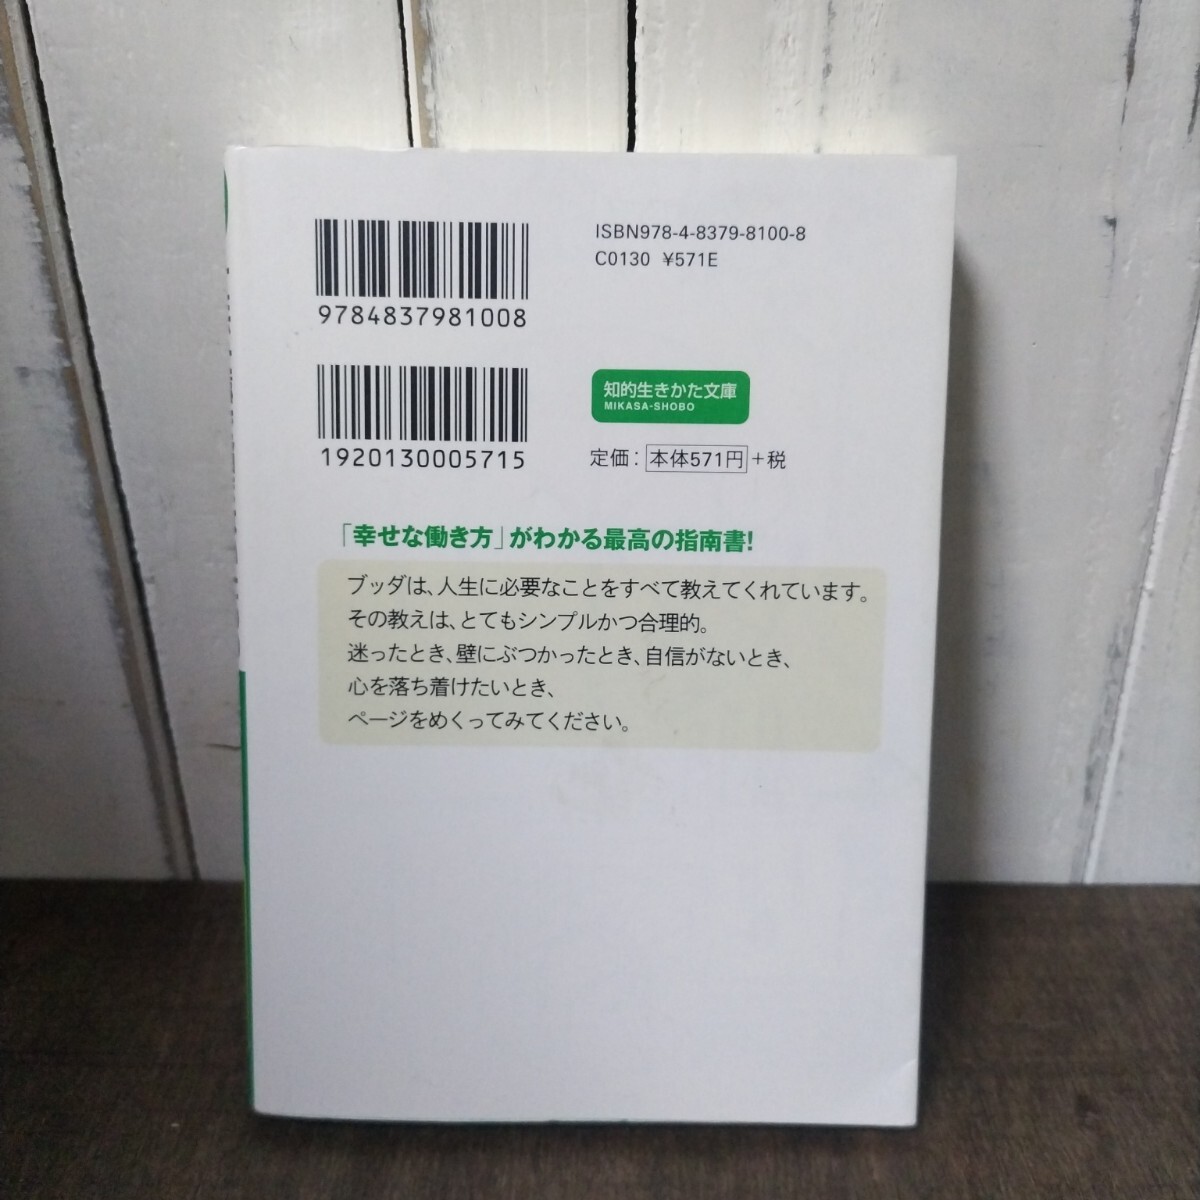 ISBN978-4-8379-8100-8
C0130 ¥571E
9784837981008
知的生きかた文庫
MIKASA-SHOBO
1920130005715
定価：本体571円＋税
「幸せな働き方」がわかる最高の指南書！
ブッダは、人生に必要なことをすべて教えてくれています。
その教えは、とてもシンプルかつ合理的。
迷ったとき、壁にぶつかったとき、自信がないとき、
心を落ち着けたいとき、
ページをめくってみてください。